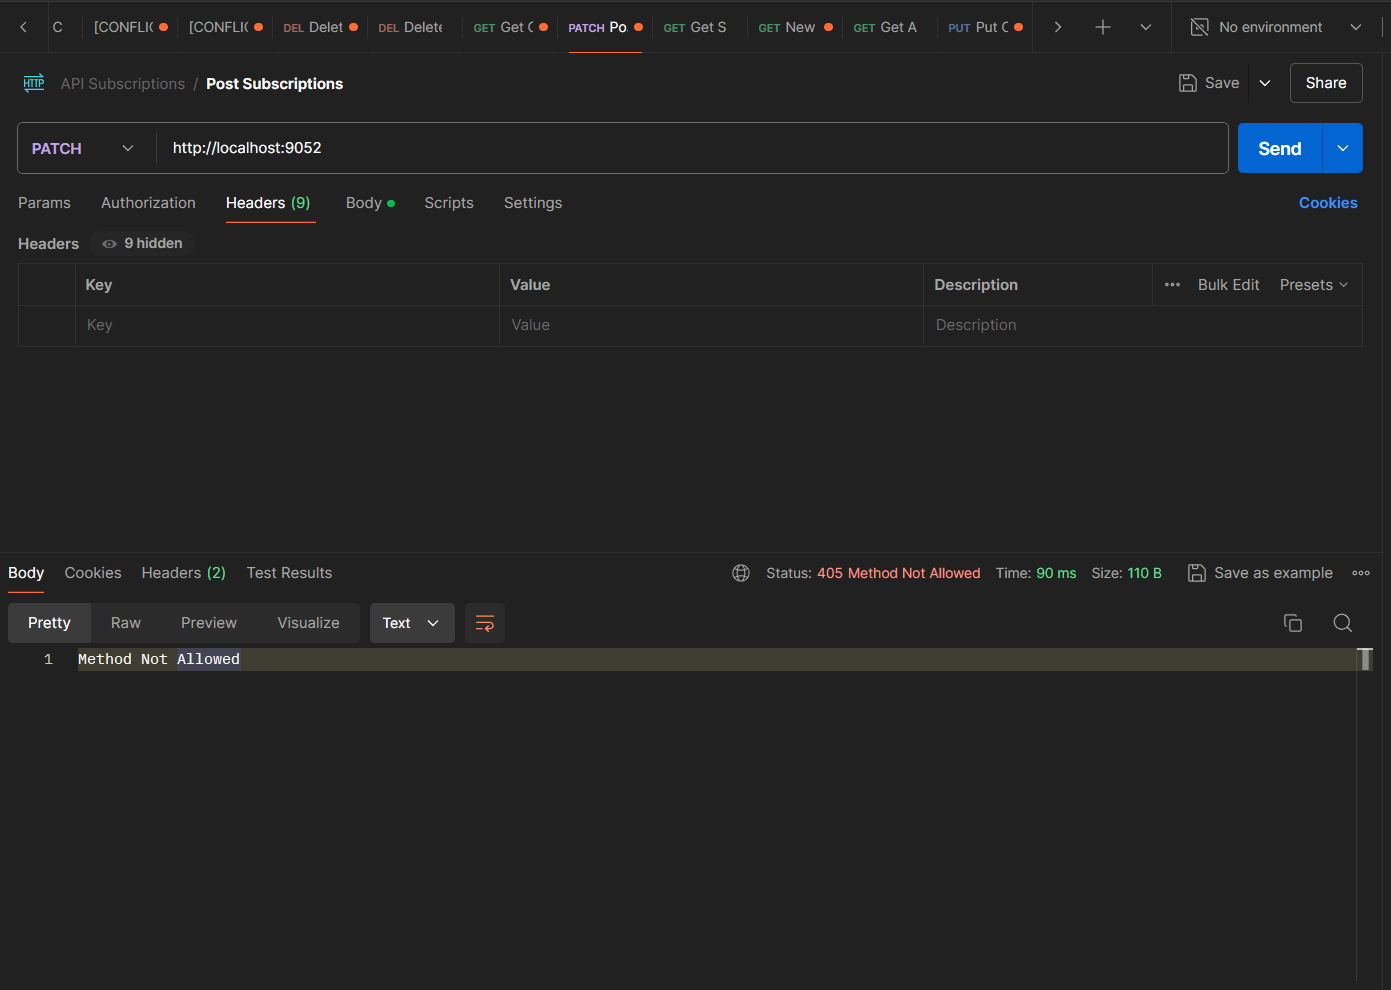 C [CONFLI( [CONFLI( DEL Delet DEL Delete GET Get C PATCH Po. GET Get S GET New GET Get A PUT Put C No environment
HTTP API Subscriptions / Post Subscriptions Save Share
PATCH http://localhost:9052 Send
Params Authorization Headers (9) Body Scripts Settings Cookies
Headers 9 hidden
Key Value Description Bulk Edit Presets
Key Value Description
Body Cookies Headers (2) Test Results Status: 405 Method Not Allowed Time: 90 ms Size: 110 B Save as example
Pretty Raw Preview Visualize Text
1 Method Not Allowed